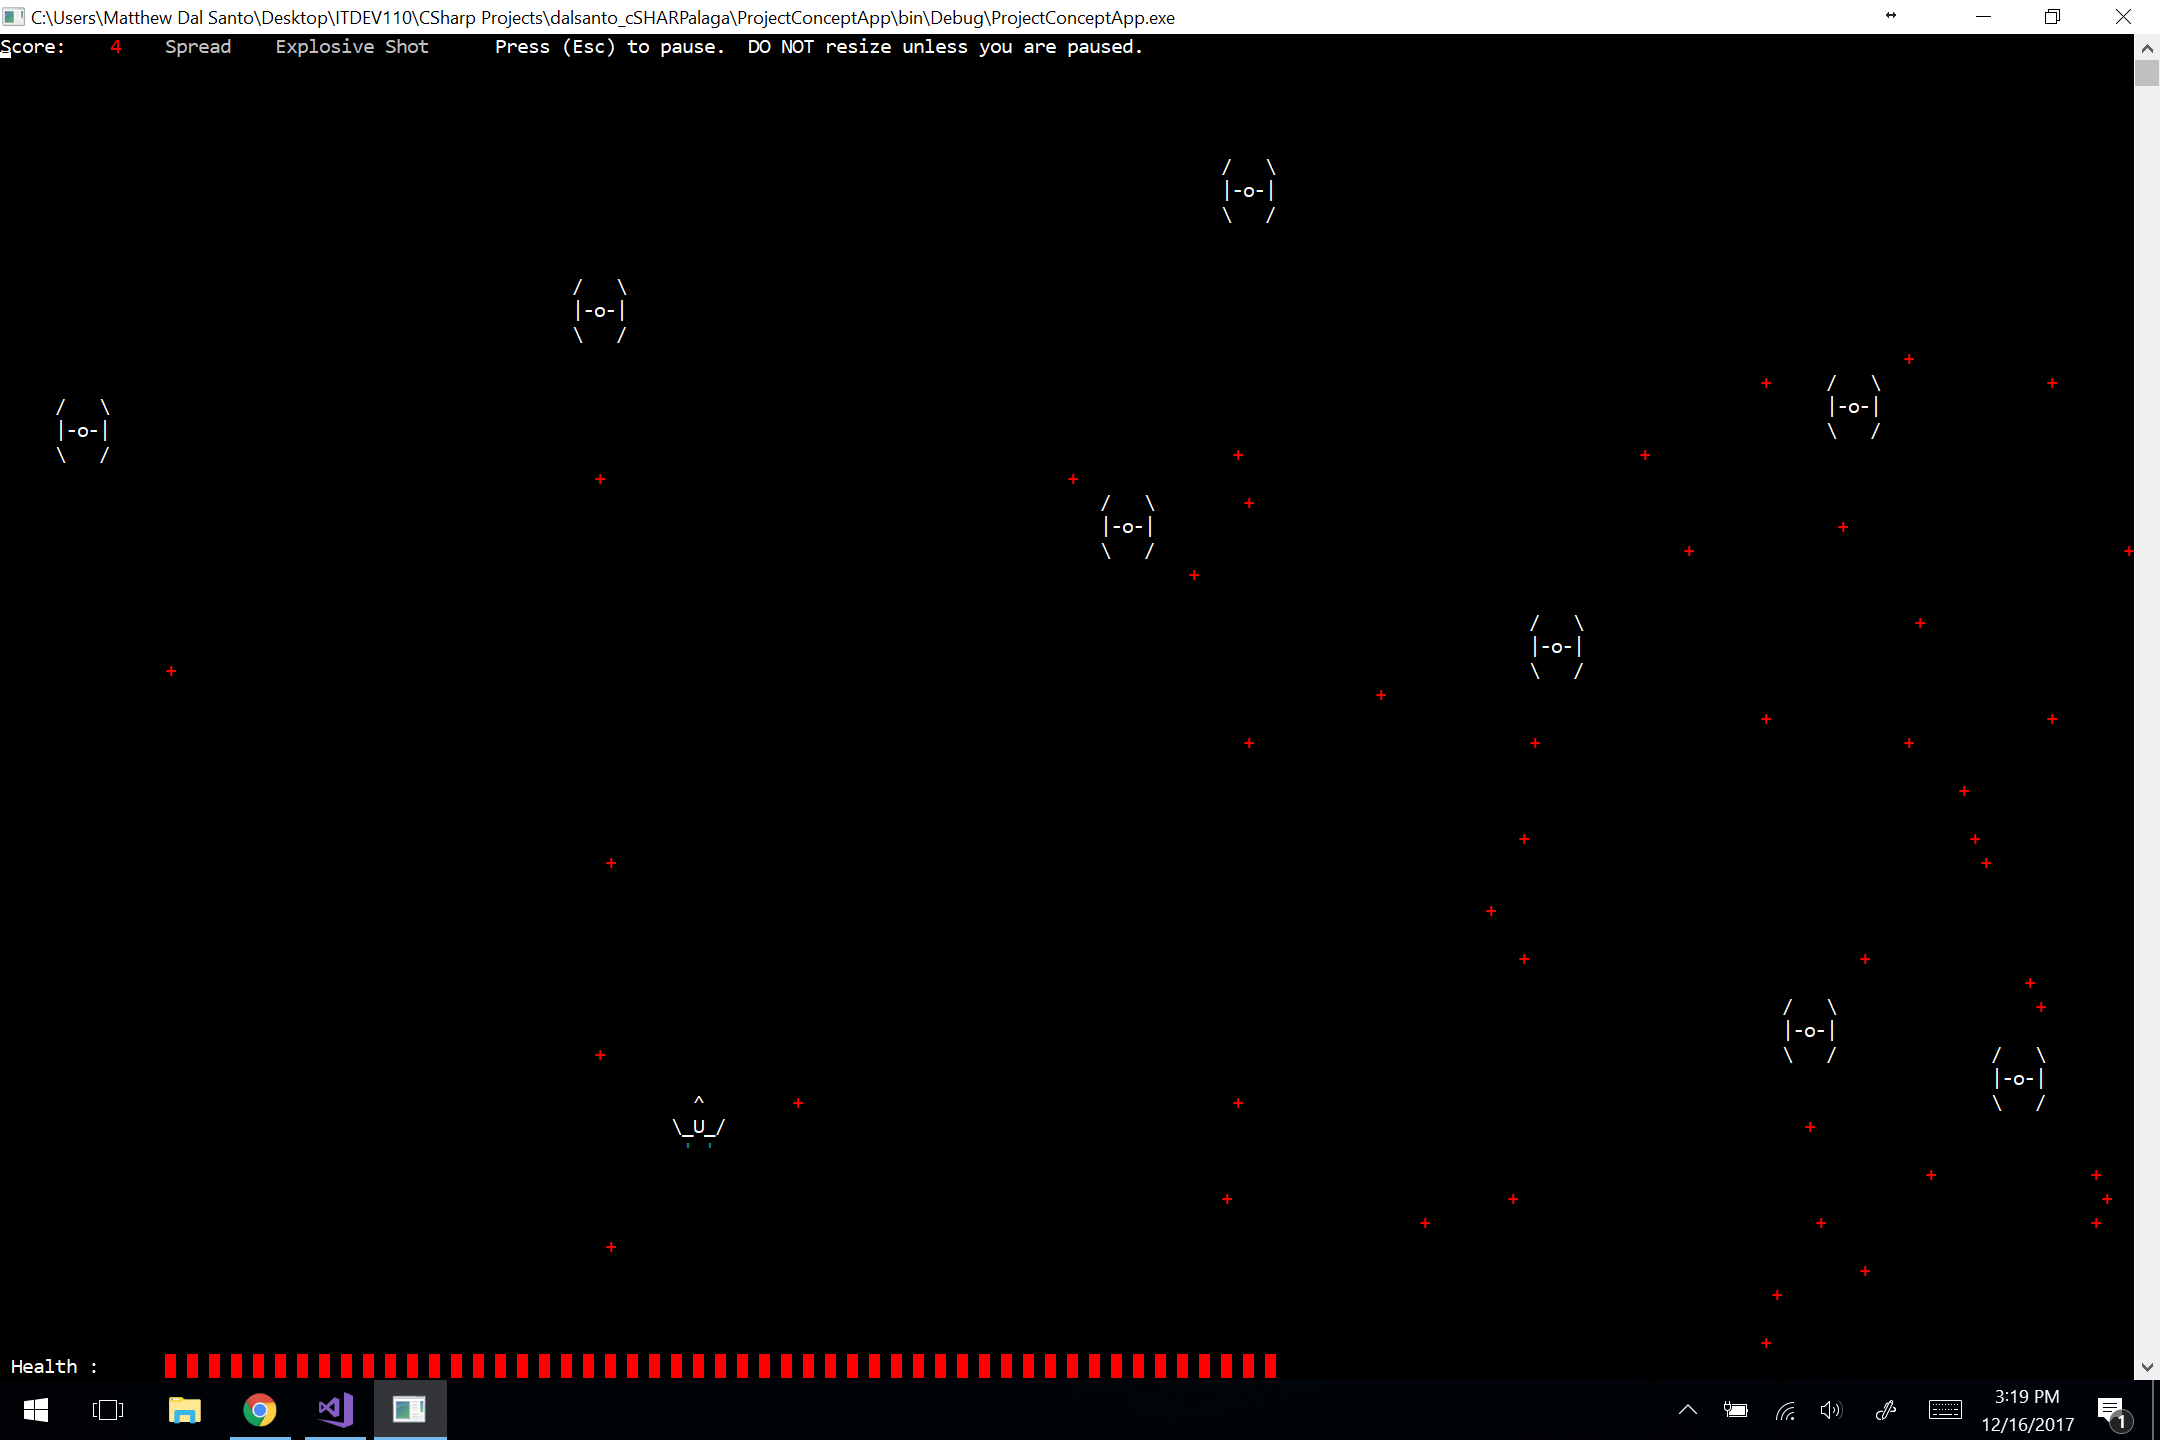 C:\Users\Matthew Dal Santo\Desktop\ITDEV110\CSharp Projects\dalsanto_cSHARPalaga\ProjectConceptApp\bin\Debug\ProjectConceptApp.exe
Score: 4 Spread Explosive Shot Press (Esc) to pause. DO NOT resize unless you are paused.
Health :
3:19 PM
12/16/2017
1